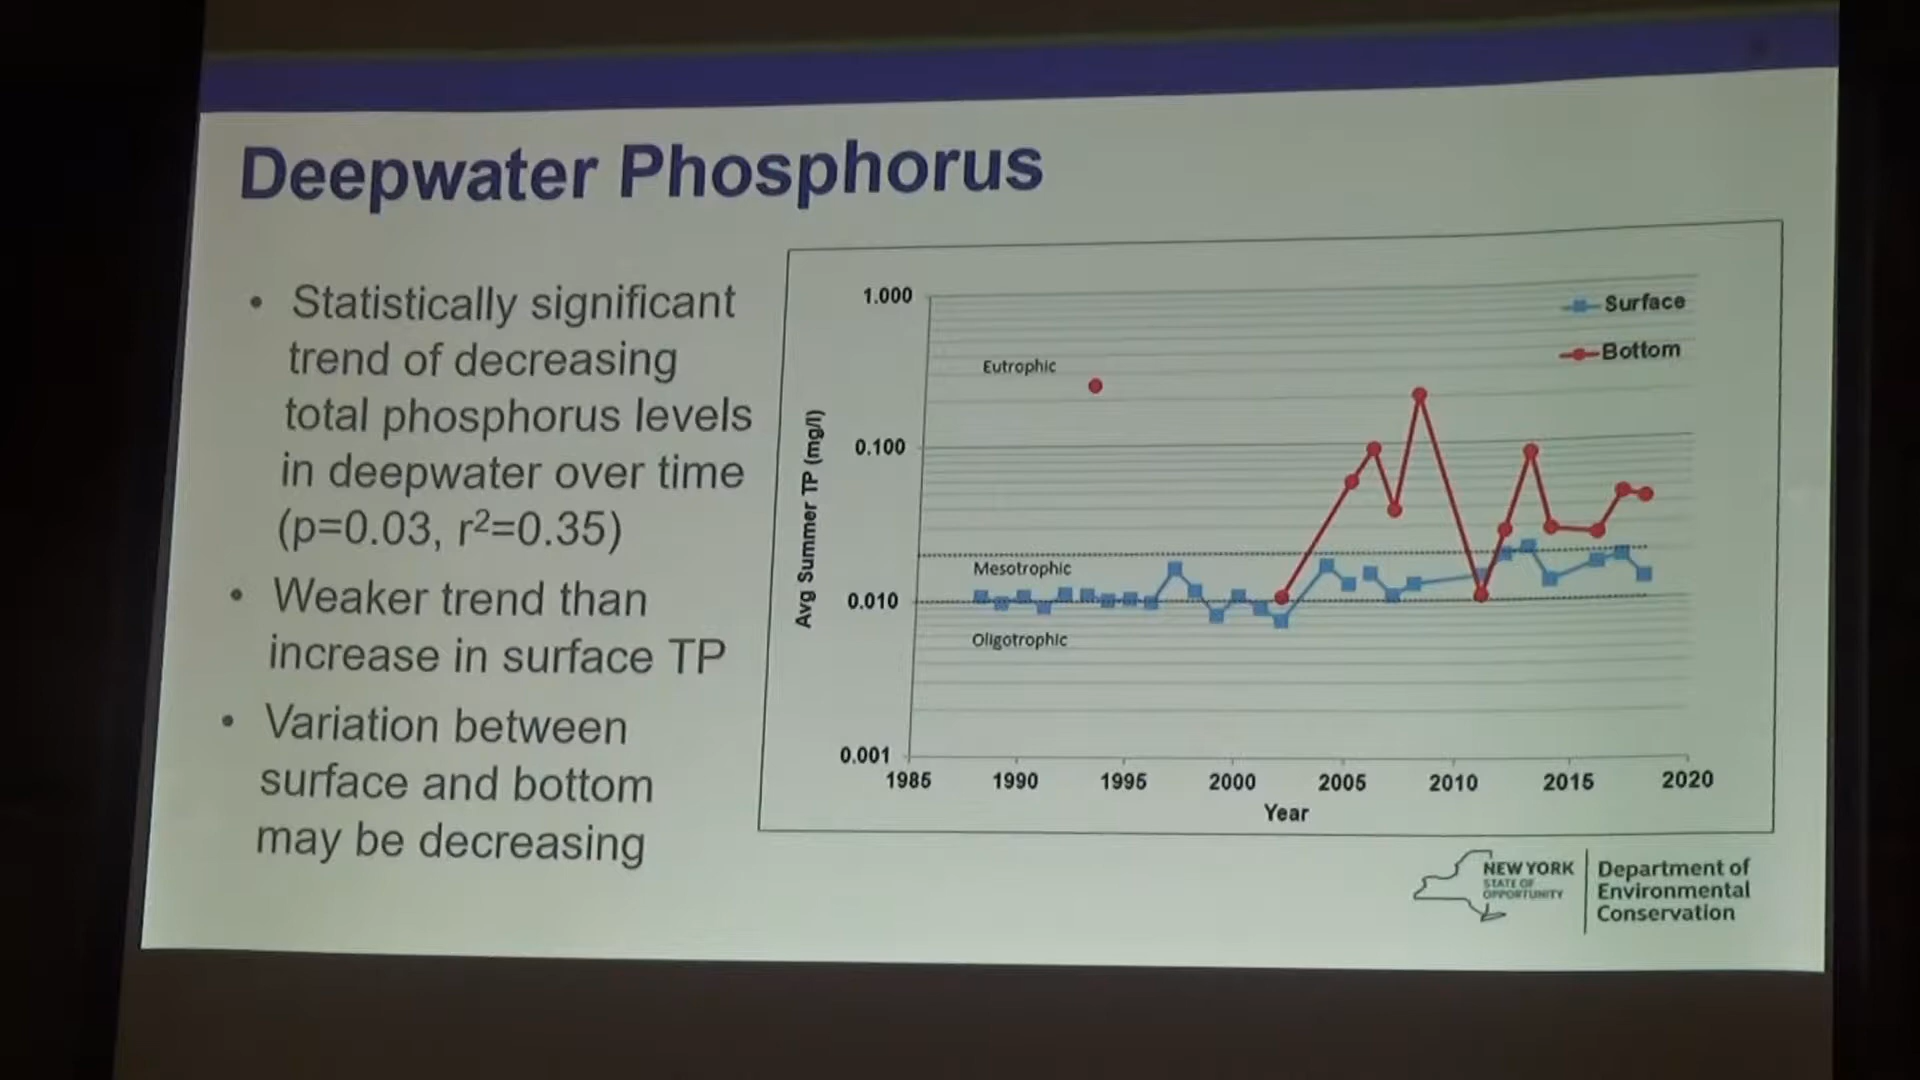 Deepwater Phosphorus
• Statistically significant
trend of decreasing
total phosphorus levels
in deepwater over time
(p=0.03, r²=0.35)
• Weaker trend than
increase in surface TP
• Variation between
surface and bottom
may be decreasing
Avg Summer TP (mg/l)
1.000
0.100
0.010
0.001
Surface
Bottom
Eutrophic
Mesotrophic
Oligotrophic
1985 1990 1995 2000 2005 2010 2015 2020
Year
NEW YORK
STATE OF
OPPORTUNITY
Department of
Environmental
Conservation